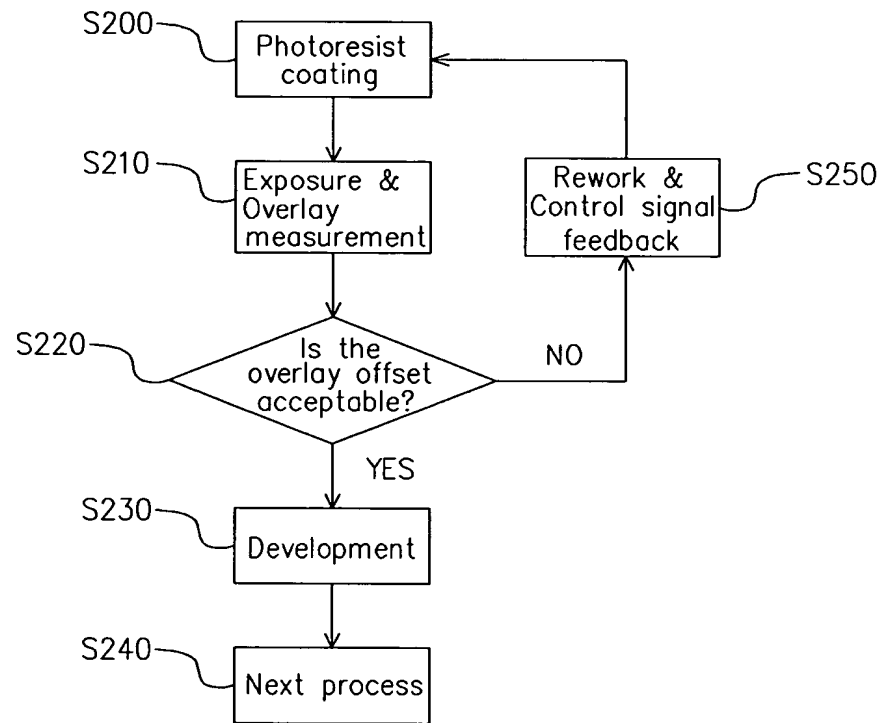 S200
Photoresist
coating
S210
Exposure &
Overlay
measurement
Rework &
Control signal
feedback
S250
S220
Is the
overlay offset
acceptable?
NO
YES
S230
Development
S240
Next process